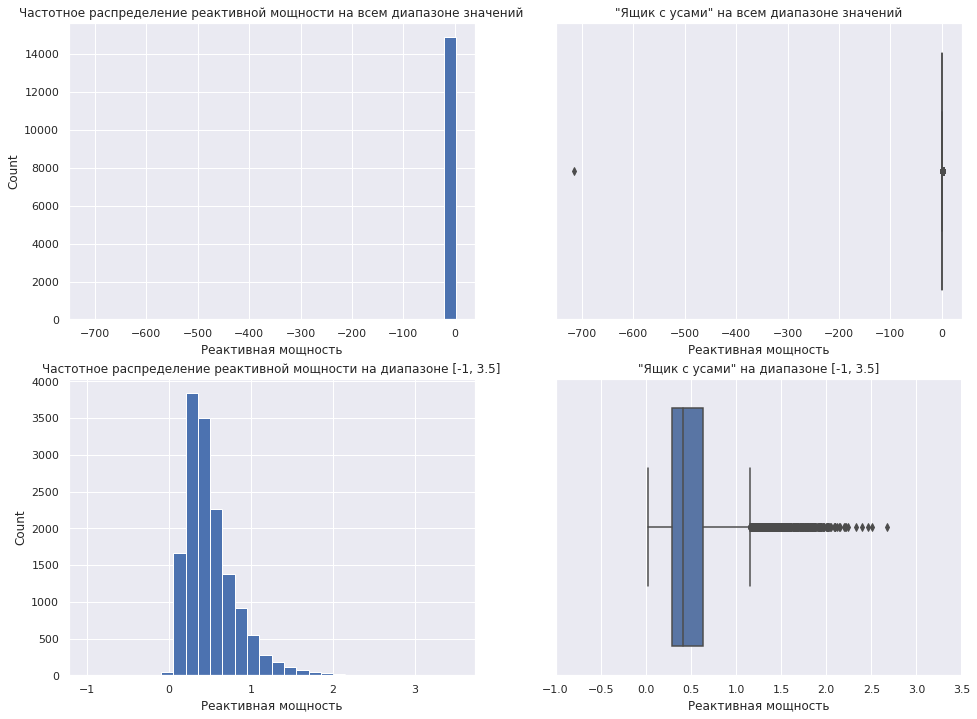 Частотное распределение реактивной мощности на всем диапазоне значений
Count
14000
12000
10000
8000
6000
4000
2000
0
−700 −600 −500 −400 −300 −200 −100 0
Реактивная мощность
"Ящик с усами" на всем диапазоне значений
−700 −600 −500 −400 −300 −200 −100 0
Реактивная мощность
Частотное распределение реактивной мощности на диапазоне [-1, 3.5]
Count
4000
3500
3000
2500
2000
1500
1000
500
0
−1 0 1 2 3
Реактивная мощность
"Ящик с усами" на диапазоне [-1, 3.5]
−1.0 −0.5 0.0 0.5 1.0 1.5 2.0 2.5 3.0 3.5
Реактивная мощность